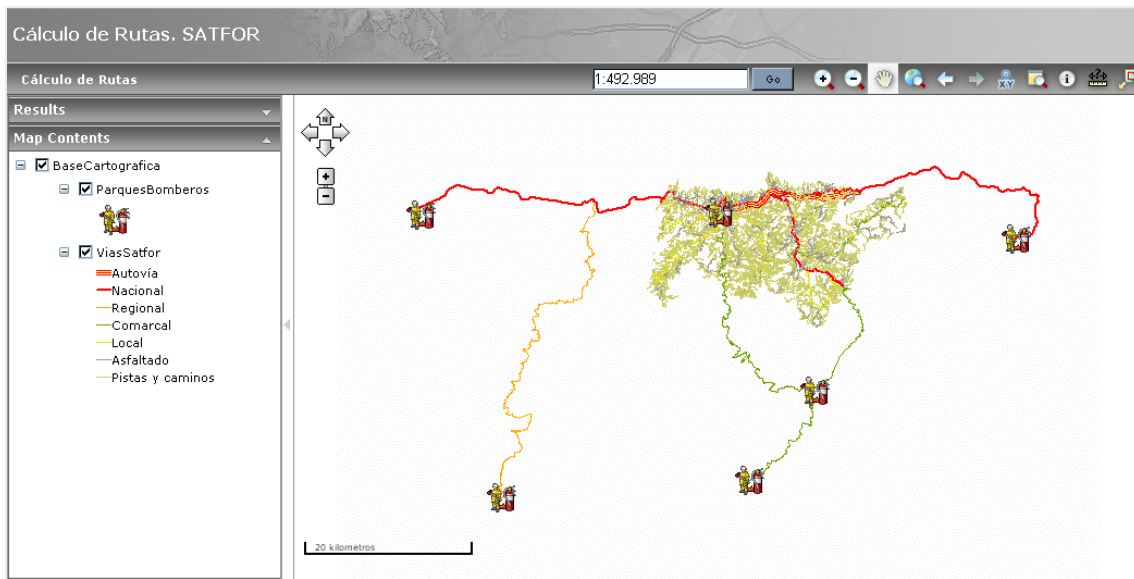 Cálculo de Rutas. SATFOR
Cálculo de Rutas
1:492.989
Go
X,Y
Results
Map Contents
BaseCartografica
ParquesBomberos
ViasSatfor
Autovía
Nacional
Regional
Comarcal
Local
Asfaltado
Pistas y caminos
N
20 kilometros